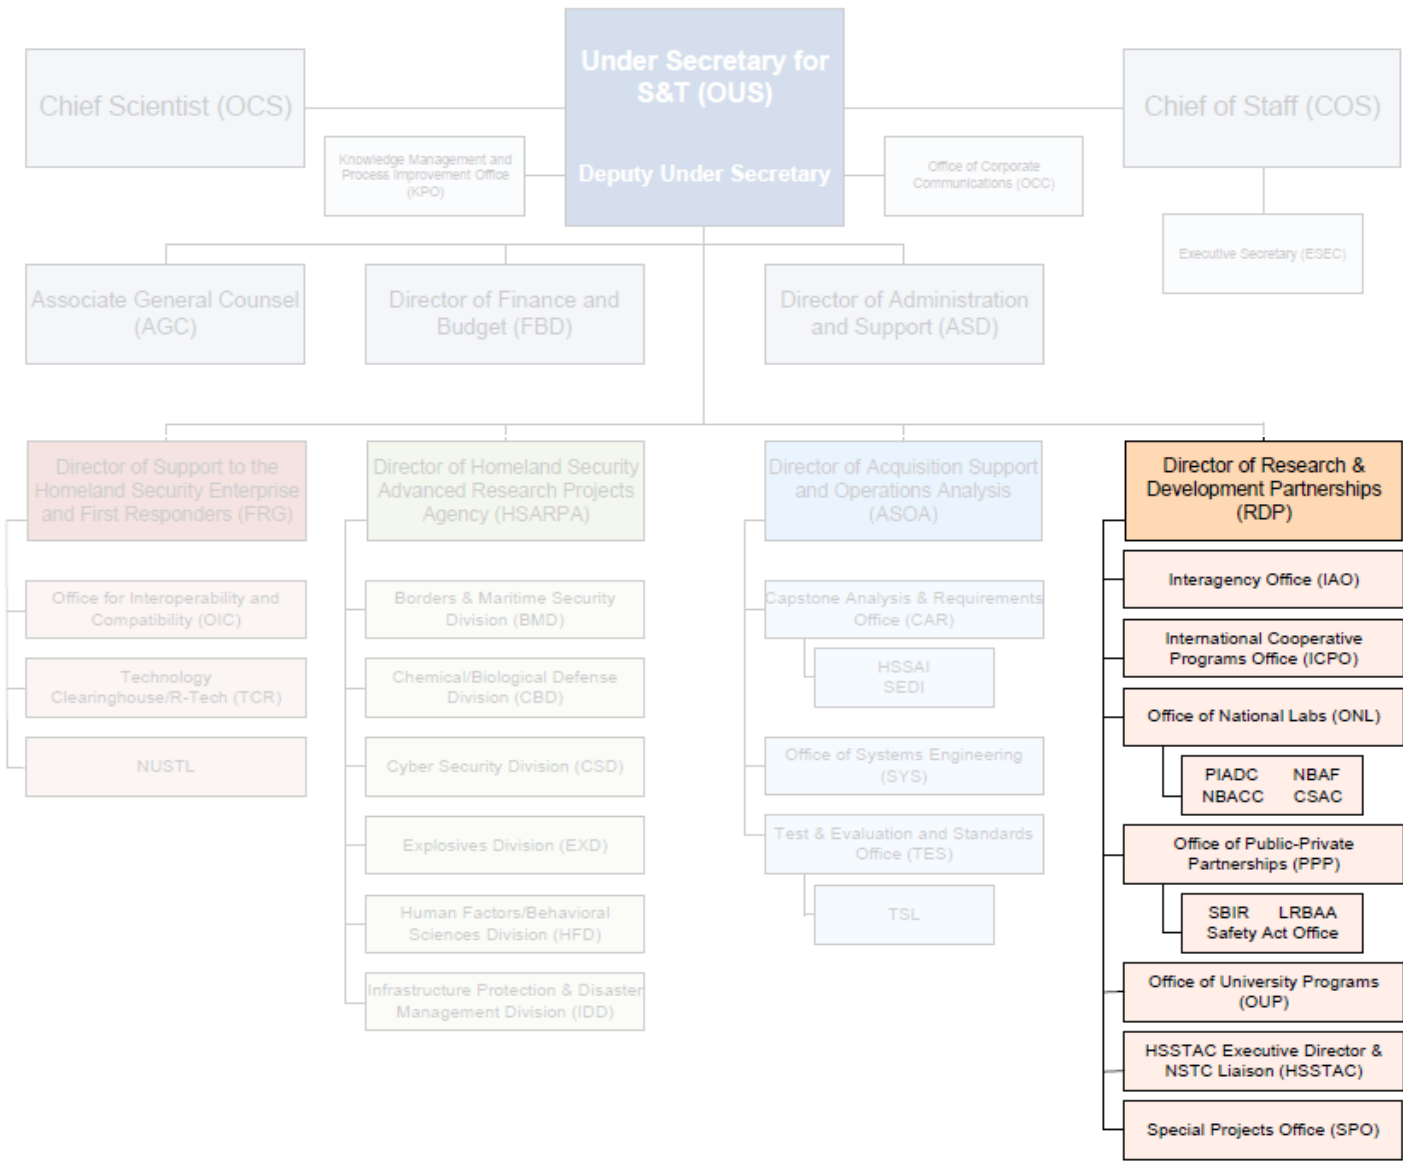 Under Secretary for
S&T (OUS)
Deputy Under Secretary
Chief Scientist (OCS)
Chief of Staff (COS)
Knowledge Management and
Process Improvement Office
(KPO)
Office of Corporate
Communications (OCC)
Executive Secretary (ESEC)
Associate General Counsel
(AGC)
Director of Finance and
Budget (FBD)
Director of Administration
and Support (ASD)
Director of Support to the
Homeland Security Enterprise
and First Responders (FRG)
Office for Interoperability and
Compatibility (OIC)
Technology
Clearinghouse/R-Tech (TCR)
NUSTL
Director of Homeland Security
Advanced Research Projects
Agency (HSARPA)
Borders & Maritime Security
Division (BMD)
Chemical/Biological Defense
Division (CBD)
Cyber Security Division (CSD)
Explosives Division (EXD)
Human Factors/Behavioral
Sciences Division (HFD)
Infrastructure Protection & Disaster
Management Division (IDD)
Director of Acquisition Support
and Operations Analysis
(ASOA)
Capstone Analysis & Requirements
Office (CAR)
HSSAI
SEDI
Office of Systems Engineering
(SYS)
Test & Evaluation and Standards
Office (TES)
TSL
Director of Research &
Development Partnerships
(RDP)
Interagency Office (IAO)
International Cooperative
Programs Office (ICPO)
Office of National Labs (ONL)
PIADC NBAF
NBACC CSAC
Office of Public-Private
Partnerships (PPP)
SBIR LRBAA
Safety Act Office
Office of University Programs
(OUP)
HSSTAC Executive Director &
NSTC Liaison (HSSTAC)
Special Projects Office (SPO)